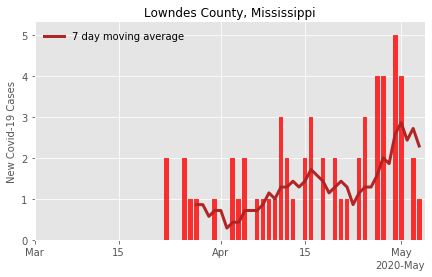 Lowndes County, Mississippi
7 day moving average
New Covid-19 Cases
5
4
3
2
1
0
Mar 15 Apr 15 May
2020-May